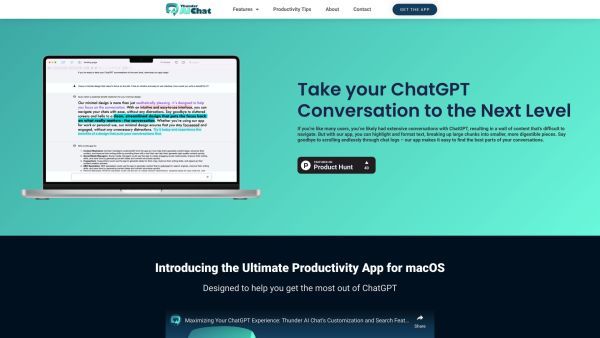 Thunder
AiChat
Features
Productivity Tips
About
Contact
GET THE APP
Take your ChatGPT
Conversation to the Next Level
If you're like many users, you've likely had extensive conversations with ChatGPT, resulting in a wall of content that's difficult to
navigate. But with our app, you can highlight and format text, breaking up large chunks into smaller, more digestible pieces. Say
goodbye to scrolling endlessly through chat logs – our app makes it easy to find the best parts of your conversations.
FEATURED ON
Product Hunt
Our minimal design is more than just aesthetically pleasing, it's designed to
help you focus on the conversation. With an intuitive and easy-to-use interface, you can
navigate your chats with ease, without any distractions. Say goodbye to cluttered
screens and hello to a clean, streamlined design that puts the focus back
on what really matters - the conversation. Whether you're using our app
for work or personal use, our minimal design ensures that you stay focused and
engaged, without any unnecessary distractions. Try it today and experience the
benefits of a design that puts your conversations first.
Introducing the Ultimate Productivity App for macOS
Designed to help you get the most out of ChatGPT
Maximizing Your ChatGPT Experience: Thunder AI Chat's Customization and Search Feat...
Share